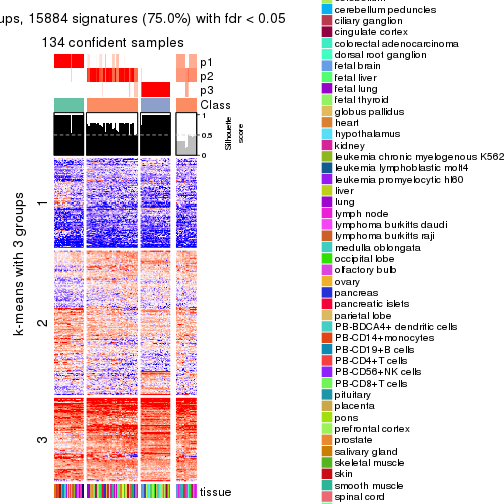 ups, 15884 signatures (75.0%) with fdr < 0.05
134 confident samples
p1
p2
p3
Class
1
0.5
0
Silhouette
score
k-means with 3 groups
1
2
3
tissue
cerebellum peduncles
ciliary ganglion
cingulate cortex
colorectal adenocarcinoma
dorsal root ganglion
fetal brain
fetal liver
fetal lung
fetal thyroid
globus pallidus
heart
hypothalamus
kidney
leukemia chronic myelogenous K562
leukemia lymphoblastic molt4
leukemia promyelocytic hl60
liver
lung
lymph node
lymphoma burkitts daudi
lymphoma burkitts raji
medulla oblongata
occipital lobe
olfactory bulb
ovary
pancreas
pancreatic islets
parietal lobe
PB-BDCA4+ dendritic cells
PB-CD14+monocytes
PB-CD19+B cells
PB-CD4+T cells
PB-CD56+NK cells
PB-CD8+T cells
pituitary
placenta
pons
prefrontal cortex
prostate
salivary gland
skeletal muscle
skin
smooth muscle
spinal cord